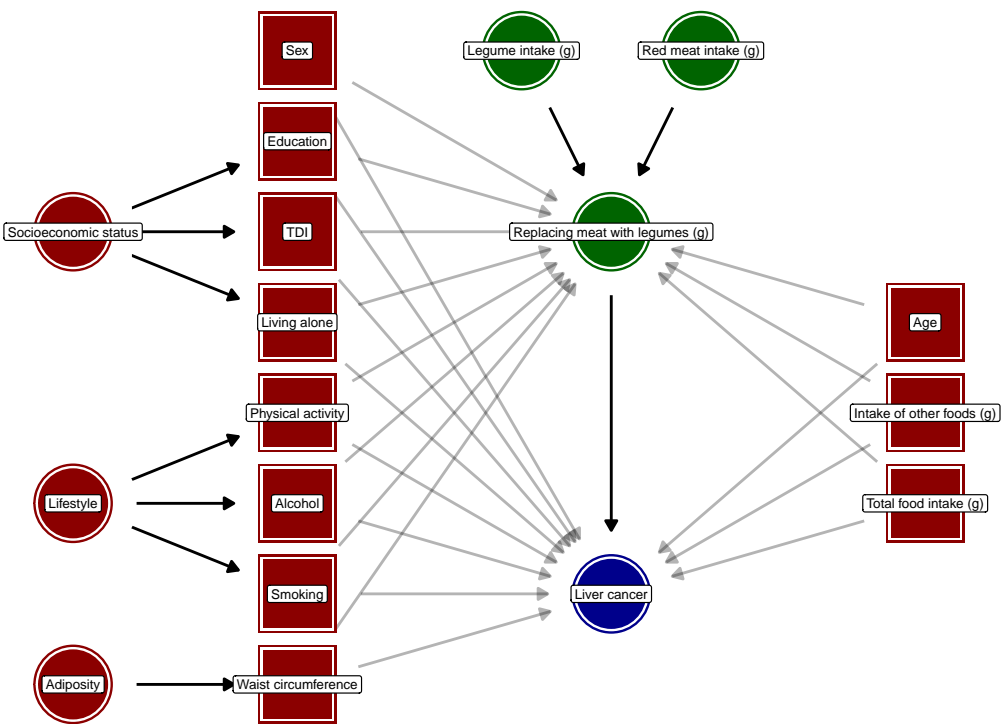 Sex
Legume intake (g)
Red meat intake (g)
Education
Socioeconomic status
TDI
Replacing meat with legumes (g)
Living alone
Age
Physical activity
Intake of other foods (g)
Lifestyle
Alcohol
Total food intake (g)
Smoking
Liver cancer
Adiposity
Waist circumference